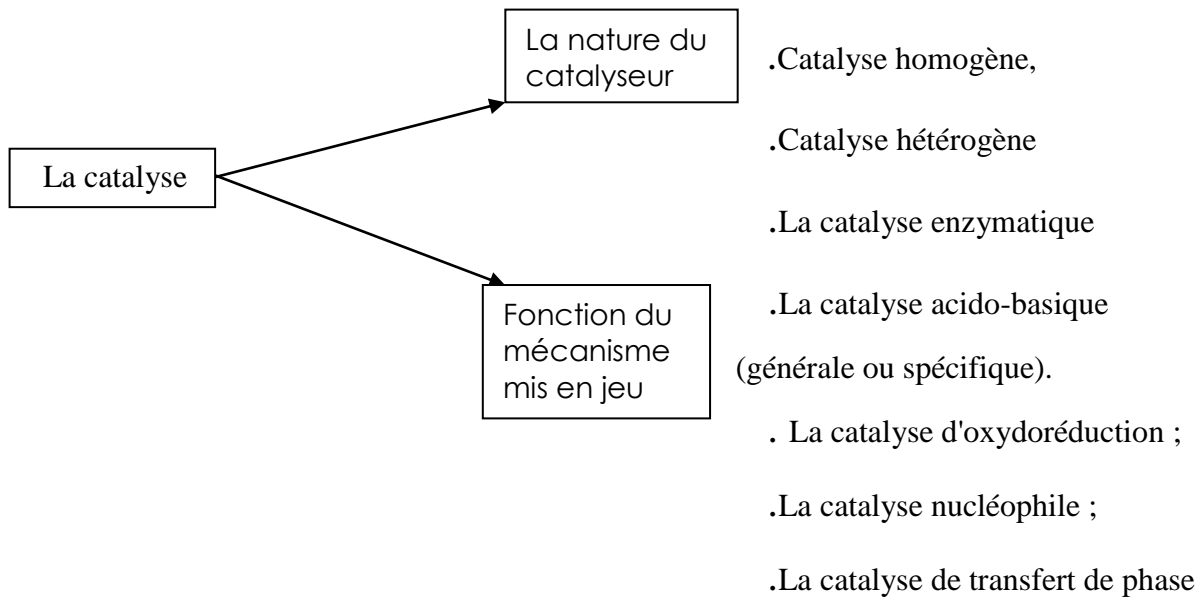 La catalyse
La nature du
catalyseur
.Catalyse homogène,
.Catalyse hétérogène
.La catalyse enzymatique
Fonction du
mécanisme
mis en jeu
.La catalyse acido-basique
(générale ou spécifique).
. La catalyse d'oxydoréduction ;
.La catalyse nucléophile ;
.La catalyse de transfert de phase